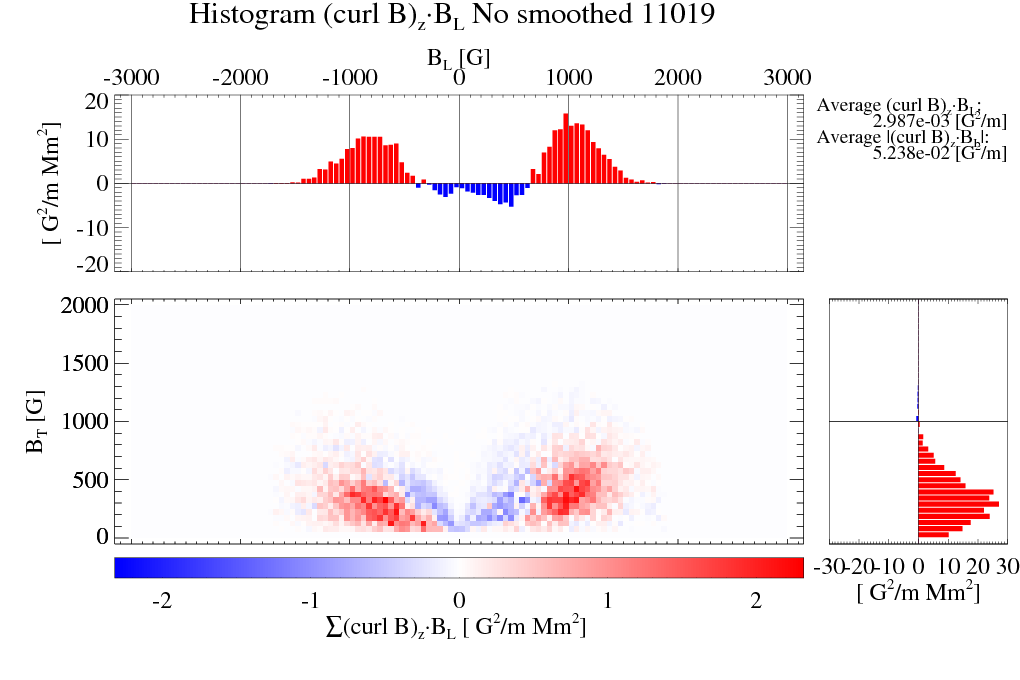 Histogram (curl B)z·BL No smoothed 11019
BL [G]
-3000 -2000 -1000 0 1000 2000 3000
20
10
0
-10
-20
[ G2/m Mm2]
Average (curl B)z·BL:
2.987e-03 [G2/m]
Average |(curl B)z·Bb|:
5.238e-02 [G2/m]
2000
1500
1000
500
0
BT [G]
-30 -20 -10 0 10 20 30
[ G2/m Mm2]
-2 -1 0 1 2
∑(curl B)z·BL [ G2/m Mm2]